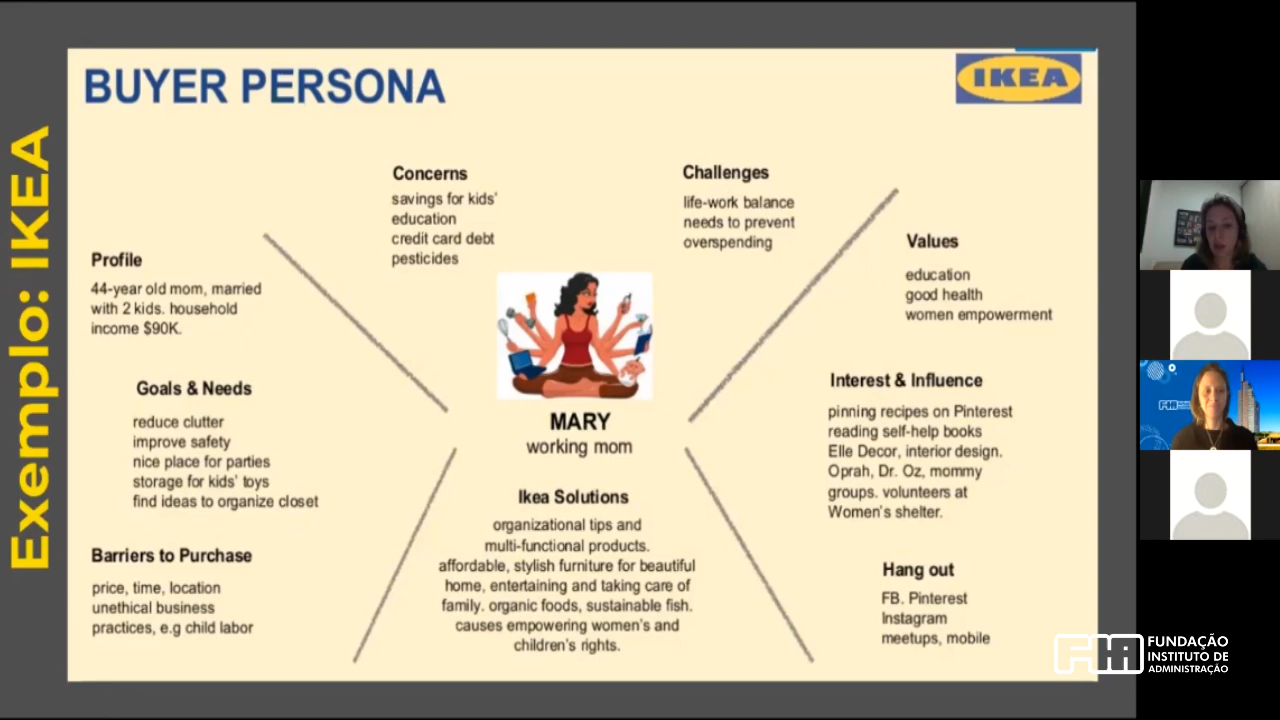 Exemplo: IKEA
BUYER PERSONA
IKEA
Concerns
savings for kids'
education
credit card debt
pesticides
Challenges
life-work balance
needs to prevent
overspending
Profile
44-year old mom, married
with 2 kids. household
income $90K.
Values
education
good health
women empowerment
Goals & Needs
reduce clutter
improve safety
nice place for parties
storage for kids' toys
find ideas to organize closet
MARY
working mom
Interest & Influence
pinning recipes on Pinterest
reading self-help books
Elle Decor, interior design.
Oprah, Dr. Oz, mommy
groups. volunteers at
Women's shelter.
Barriers to Purchase
price, time, location
unethical business
practices, e.g child labor
Ikea Solutions
organizational tips and
multi-functional products.
affordable, stylish furniture for beautiful
home, entertaining and taking care of
family. organic foods, sustainable fish.
causes empowering women's and
children's rights.
Hang out
FB. Pinterest
Instagram
meetups, mobile
FIA
FUNDAÇÃO
INSTITUTO DE
ADMINISTRAÇÃO
FIA